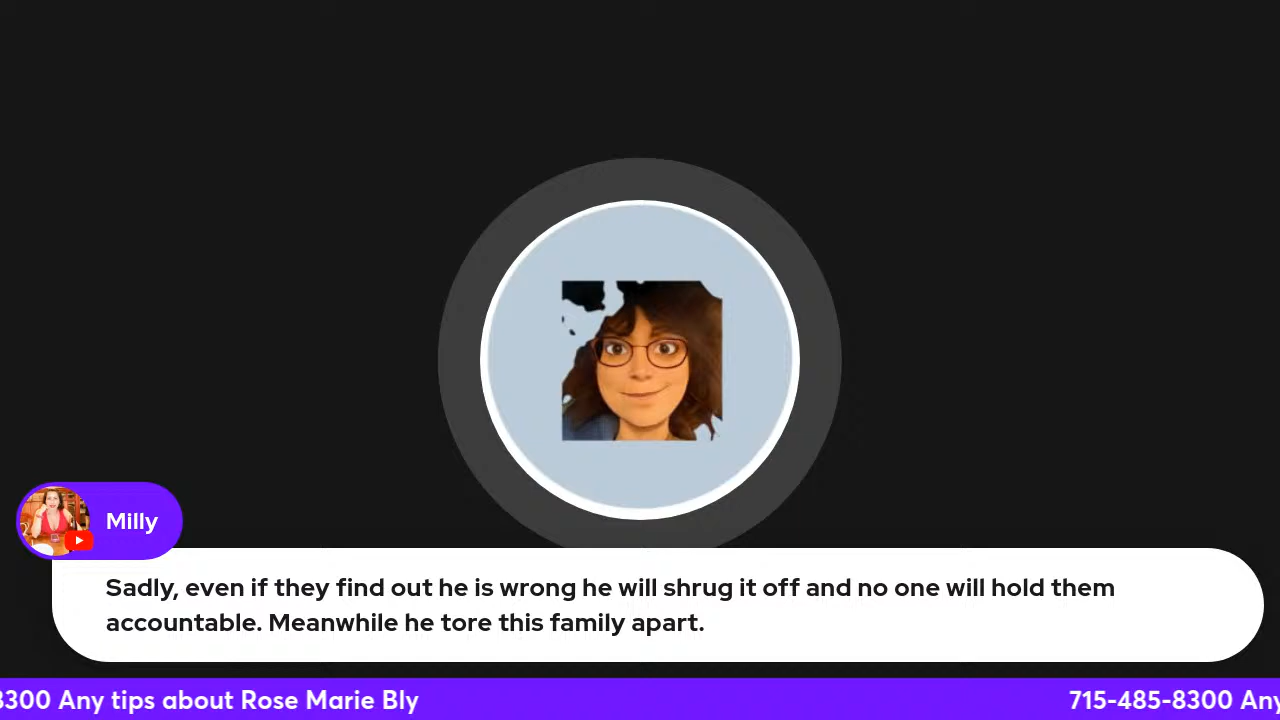 Milly
Sadly, even if they find out he is wrong he will shrug it off and no one will hold them
accountable. Meanwhile he tore this family apart.
8300 Any tips about Rose Marie Bly
715-485-8300 Any